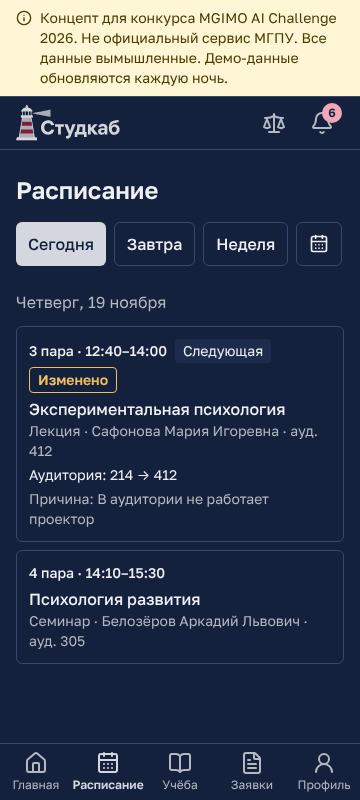 Концепт для конкурса MGIMO AI Challenge
2026. Не официальный сервис МГПУ. Все
данные вымышленные. Демо-данные
обновляются каждую ночь.
Студкаб
6
Расписание
Сегодня
Завтра
Неделя
Четверг, 19 ноября
3 пара · 12:40–14:00 Следующая
Изменено
Экспериментальная психология
Лекция · Сафонова Мария Игоревна · ауд.
412
Аудитория: 214 → 412
Причина: В аудитории не работает
проектор
4 пара · 14:10–15:30
Психология развития
Семинар · Белозёров Аркадий Львович ·
ауд. 305
Главная
Расписание
Учёба
Заявки
Профиль